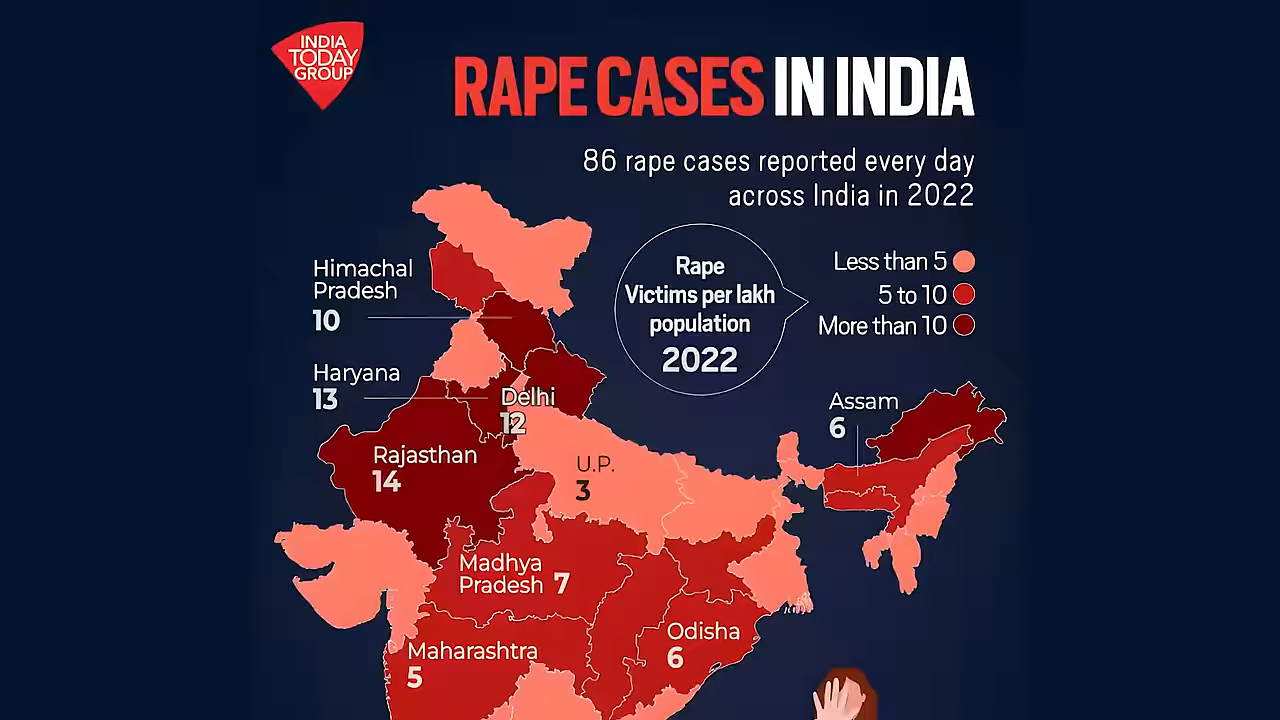 INDIA
TODAY
GROUP
RAPE CASES IN INDIA
86 rape cases reported every day
across India in 2022
Rape
Victims per lakh
population
2022
Less than 5
5 to 10
More than 10
Himachal
Pradesh
10
Haryana
13
Delhi
12
Assam
6
Rajasthan
14
U.P.
3
Madhya
Pradesh 7
Odisha
6
Maharashtra
5